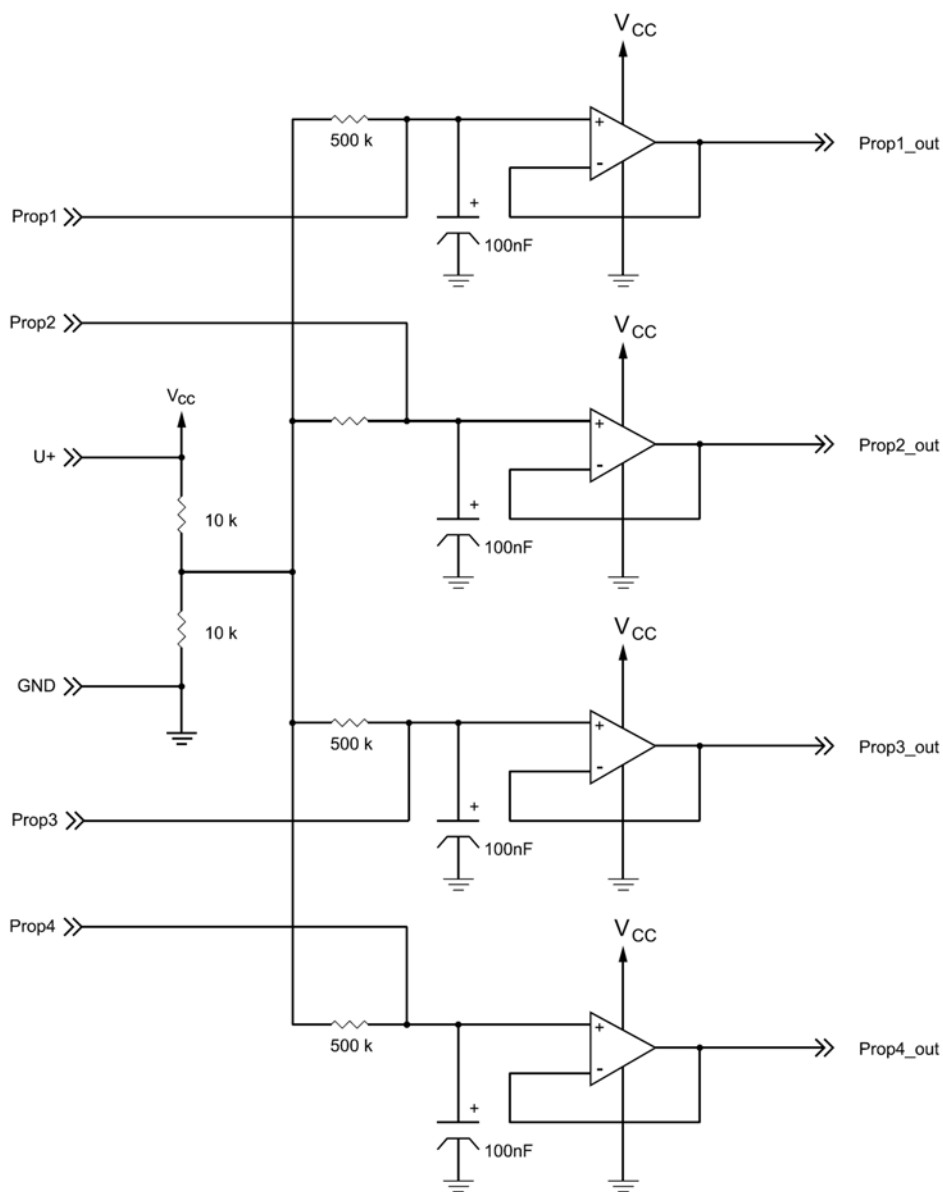 VCC
+
500 k
-
Prop1_out
Prop1
+
100nF
Prop2
VCC
VCC
+
-
Prop2_out
U+
+
10 k
100nF
10 k
VCC
GND
+
500 k
-
Prop3_out
Prop3
+
100nF
Prop4
VCC
+
500 k
-
Prop4_out
+
100nF